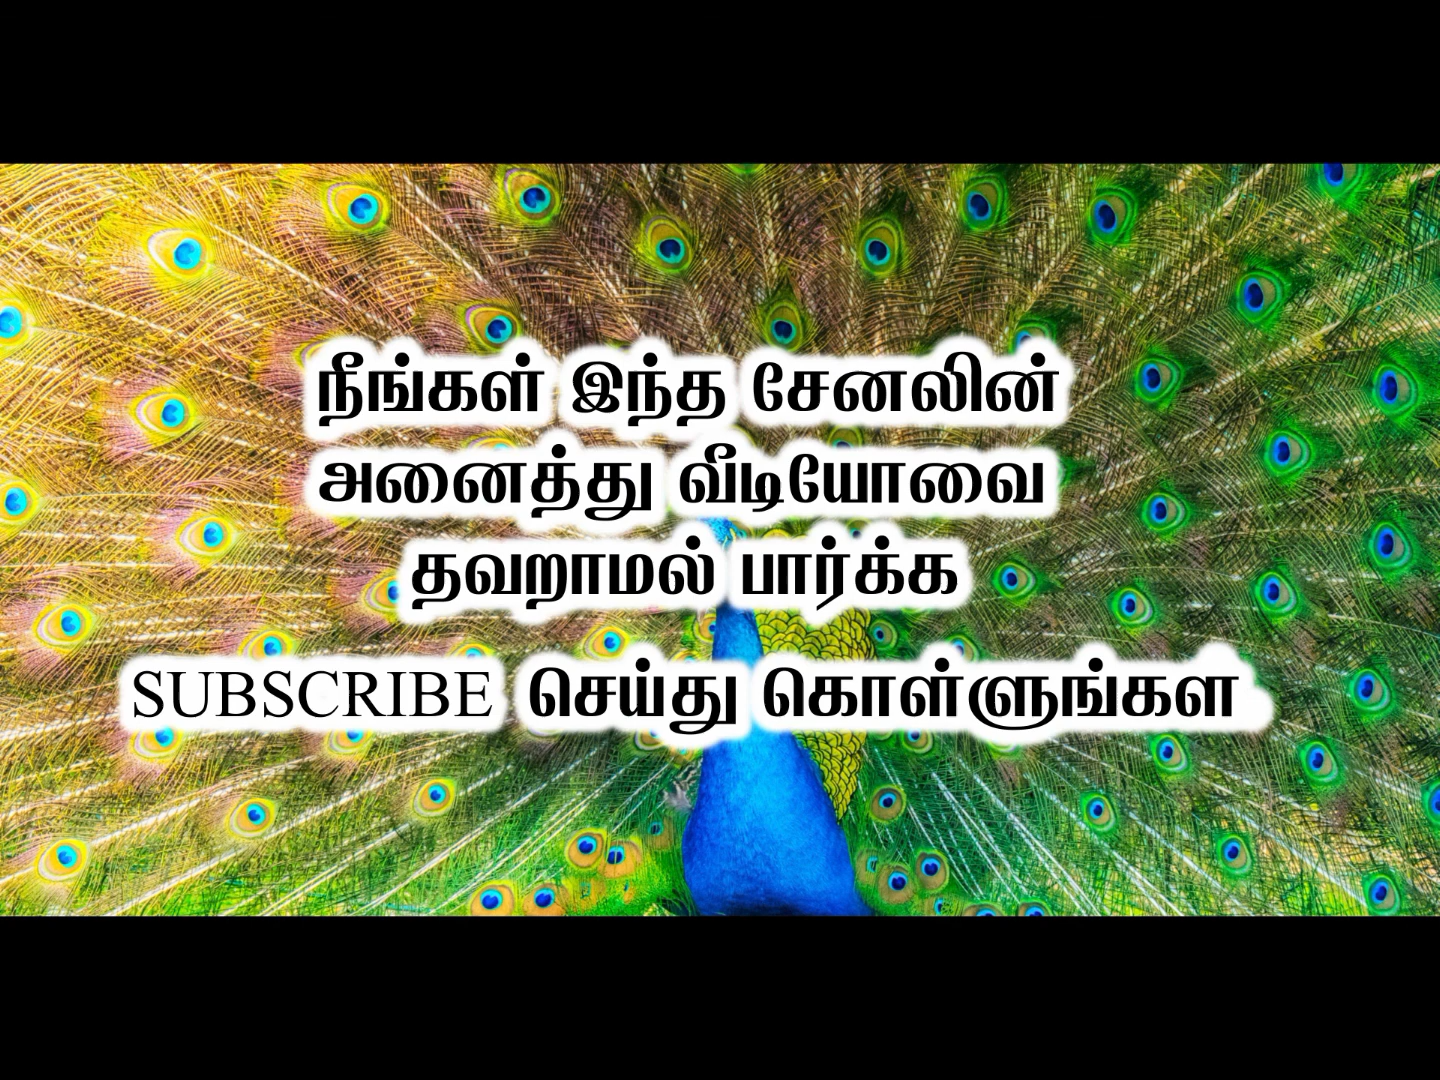 நீங்கள் இந்த சேனலின்
அனைத்து வீடியோவை
தவறாமல் பார்க்க
SUBSCRIBE செய்து கொள்ளுங்கள